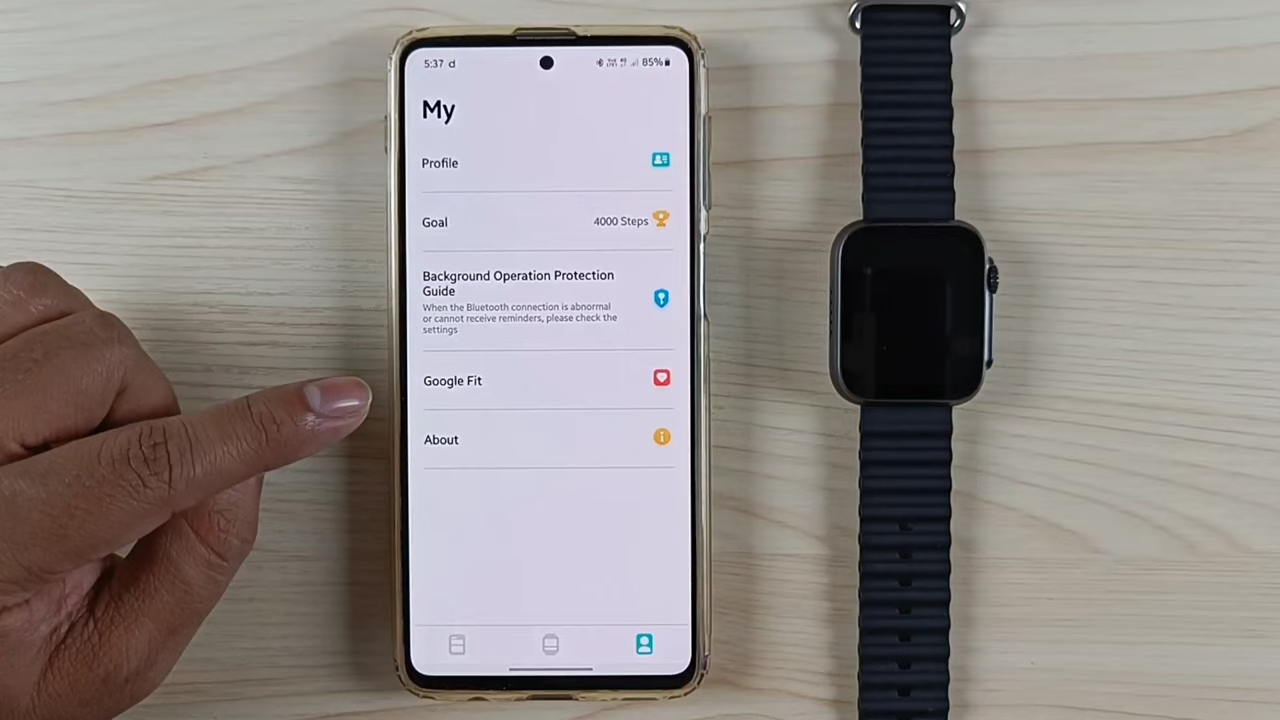 5:37 85%
My
Profile
Goal 4000 Steps
Background Operation Protection
Guide
When the Bluetooth connection is abnormal
or cannot receive reminders, please check the
settings
Google Fit
About